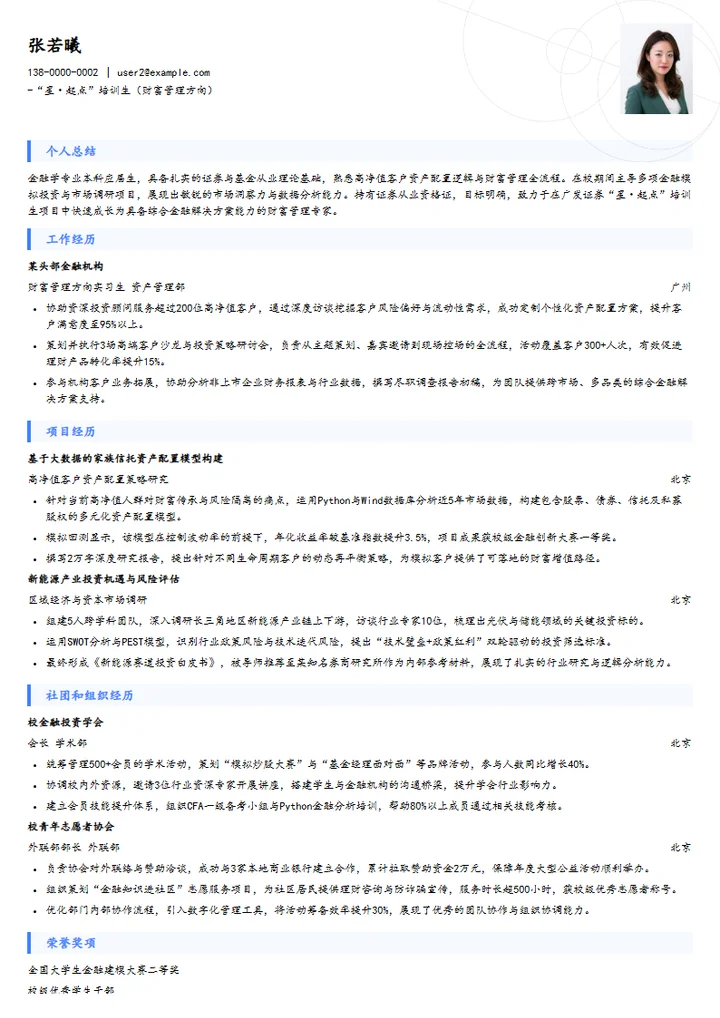 张若曦
138-0000-0002 | user2@example.com
-“星·起点”培训生（财富管理方向）
个人总结
金融学专业本科应届生，具备扎实的证券与基金从业理论基础，熟悉高净值客户资产配置逻辑与财富管理全流程。在校期间主导多项金融模
拟投资与市场调研项目，展现出敏锐的市场洞察力与数据分析能力。持有证券从业资格证，目标明确，致力于在广发证券“星·起点”培训
生项目中快速成长为具备综合金融解决方案能力的财富管理专家。
工作经历
某头部金融机构
财富管理方向实习生 资产管理部 广州
• 协助资深投资顾问服务超过200位高净值客户，通过深度访谈挖掘客户风险偏好与流动性需求，成功定制个性化资产配置方案，提升客
户满意度至95%以上。
• 策划并执行3场高端客户沙龙与投资策略研讨会，负责从主题策划、嘉宾邀请到现场控场的全流程，活动覆盖客户300+人次，有效促进
理财产品转化率提升15%。
• 参与机构客户业务拓展，协助分析非上市企业财务报表与行业数据，撰写尽职调查报告初稿，为团队提供跨市场、多品类的综合金融解
决方案支持。
项目经历
基于大数据的家族信托资产配置模型构建
高净值客户资产配置策略研究 北京
• 针对当前高净值人群对财富传承与风险隔离的痛点，运用Python与Wind数据库分析近5年市场数据，构建包含股票、债券、信托及私募
股权的多元化资产配置模型。
• 模拟回测显示，该模型在控制波动率的前提下，年化收益率较基准指数提升3.5%，项目成果获校级金融创新大赛一等奖。
• 撰写2万字深度研究报告，提出针对不同生命周期客户的动态再平衡策略，为模拟客户提供了可落地的财富增值路径。
新能源产业投资机遇与风险评估
区域经济与资本市场调研 北京
• 组建5人跨学科团队，深入调研长三角地区新能源产业链上下游，访谈行业专家10位，梳理出光伏与储能领域的关键投资标的。
• 运用SWOT分析与PEST模型，识别行业政策风险与技术迭代风险，提出“技术壁垒+政策红利”双轮驱动的投资筛选标准。
• 最终形成《新能源赛道投资白皮书》，被导师推荐至某知名券商研究所作为内部参考材料，展现了扎实的行业研究与逻辑分析能力。
社团和组织经历
校金融投资学会
会长 学术部 北京
• 统筹管理500+会员的学术活动，策划“模拟炒股大赛”与“基金经理面对面”等品牌活动，参与人数同比增长40%。
• 协调校内外资源，邀请3位行业资深专家开展讲座，搭建学生与金融机构的沟通桥梁，提升学会行业影响力。
• 建立会员技能提升体系，组织CFA一级备考小组与Python金融分析培训，帮助80%以上成员通过相关技能考核。
校青年志愿者协会
外联部部长 外联部 北京
• 负责协会对外联络与赞助洽谈，成功与3家本地商业银行建立合作，累计拉取赞助资金2万元，保障年度大型公益活动顺利举办。
• 组织策划“金融知识进社区”志愿服务项目，为社区居民提供理财咨询与防诈骗宣传，服务时长超500小时，获校级优秀志愿者称号。
• 优化部门内部协作流程，引入数字化管理工具，将活动筹备效率提升30%，展现了优秀的团队协作与组织协调能力。
荣誉奖项
全国大学生金融建模大赛二等奖
校级优秀学生干部